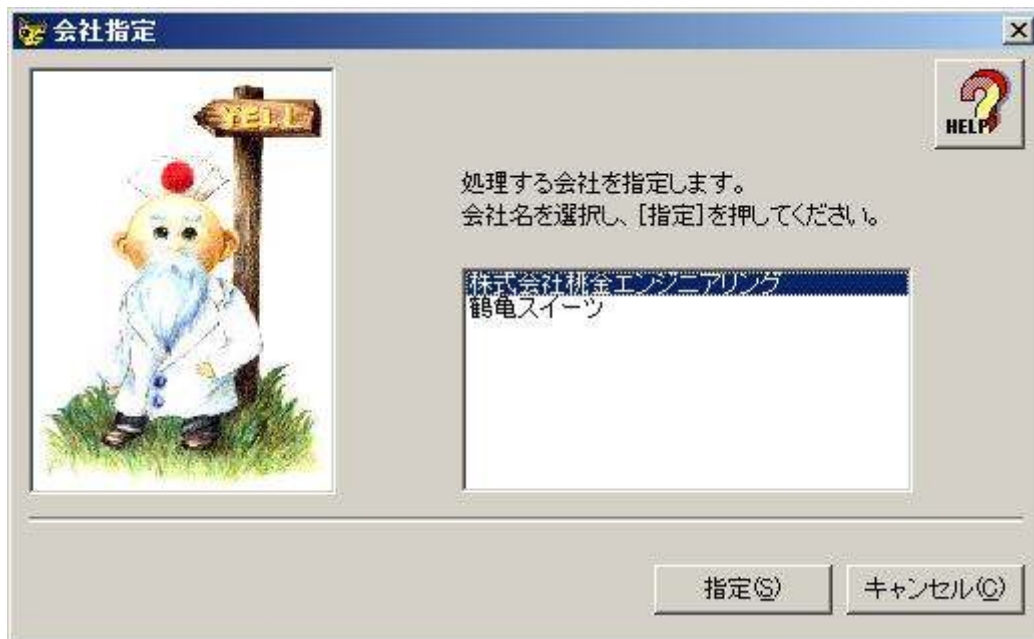 会社指定
YELL
HELP
処理する会社を指定します。
会社名を選択し、[指定]を押してください。
株式会社桃金エンジニアリング
鶴亀スイーツ
指定(S)
キャンセル(C)